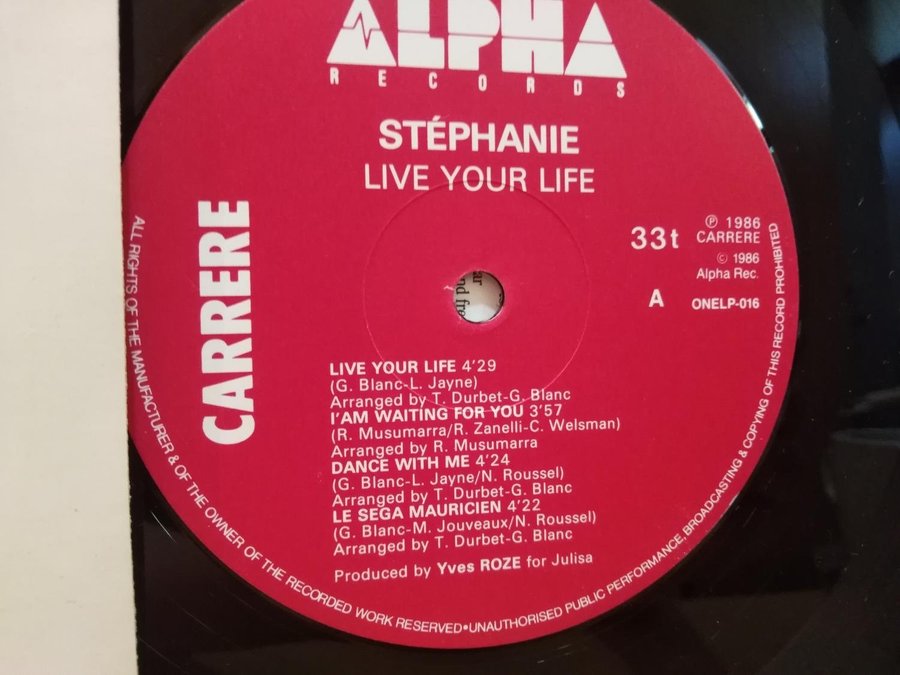 ALPHA
RECORDS
STÉPHANIE
LIVE YOUR LIFE
CARRERE
33t
℗ 1986
CARRERE
© 1986
Alpha Rec.
A
ONELP-016
LIVE YOUR LIFE 4'29
(G. Blanc-L. Jayne)
Arranged by T. Durbet-G. Blanc
I'AM WAITING FOR YOU 3'57
(R. Musumarra/R. Zanelli-C. Welsman)
Arranged by R. Musumarra
DANCE WITH ME 4'24
(G. Blanc-L. Jayne/N. Roussel)
Arranged by T. Durbet-G. Blanc
LE SEGA MAURICIEN 4'22
(G. Blanc-M. Jouveaux/N. Roussel)
Arranged by T. Durbet-G. Blanc
Produced by Yves ROZE for Julisa
ALL RIGHTS OF THE MANUFACTURER & OF THE OWNER OF THE RECORDED WORK RESERVED•UNAUTHORISED PUBLIC PERFORMANCE, BROADCASTING & COPYING OF THIS RECORD PROHIBITED